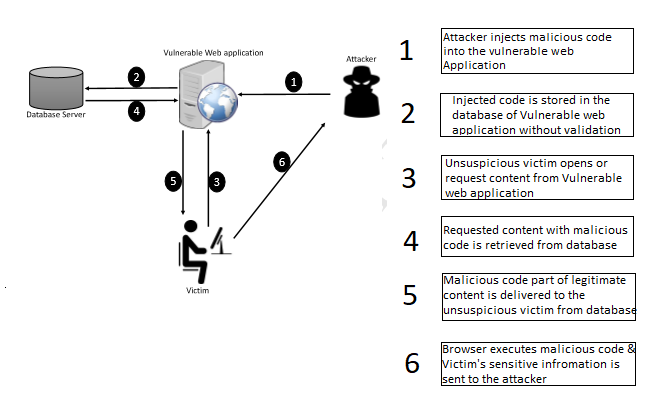 Vulnerable Web application
Attacker
Database Server
Victim
1
2
3
4
5
6
1
Attacker injects malicious code
into the vulnerable web
Application
2
Injected code is stored in the
database of Vulnerable web
application without validation
3
Unsuspicious victim opens or
request content from Vulnerable
web application
4
Requested content with malicious
code is retrieved from database
5
Malicious code part of legitimate
content is delivered to the
unsuspicious victim from database
6
Browser executes malicious code &
Victim's sensitive infromation is
sent to the attacker